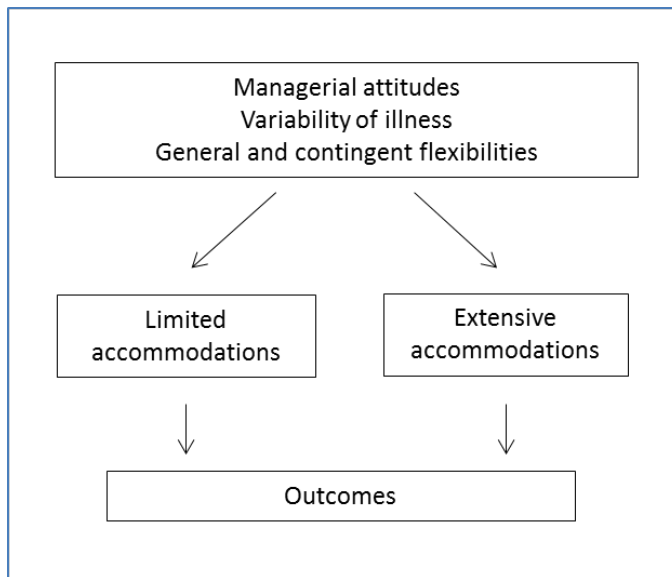 Managerial attitudes
Variability of illness
General and contingent flexibilities
Limited
accommodations
Extensive
accommodations
Outcomes